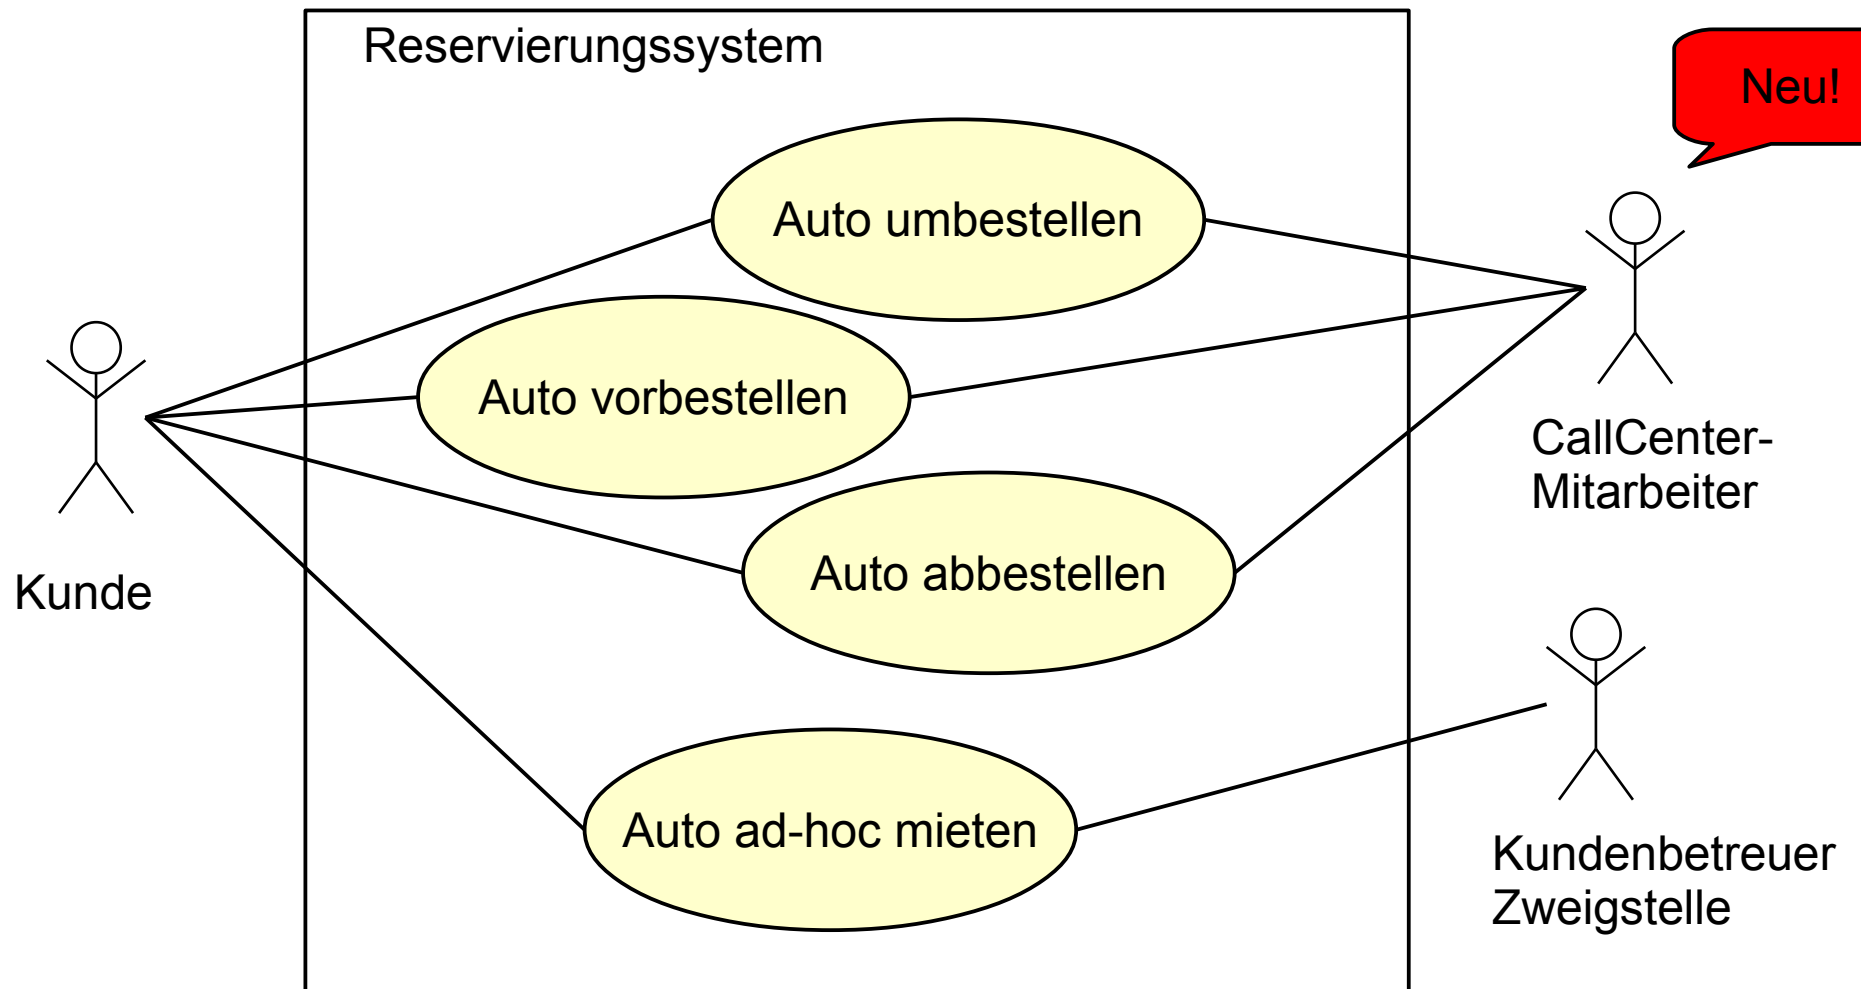 Reservierungssystem
Neu!
Auto umbestellen
Auto vorbestellen
CallCenter-
Mitarbeiter
Auto abbestellen
Kunde
Auto ad-hoc mieten
Kundenbetreuer
Zweigstelle